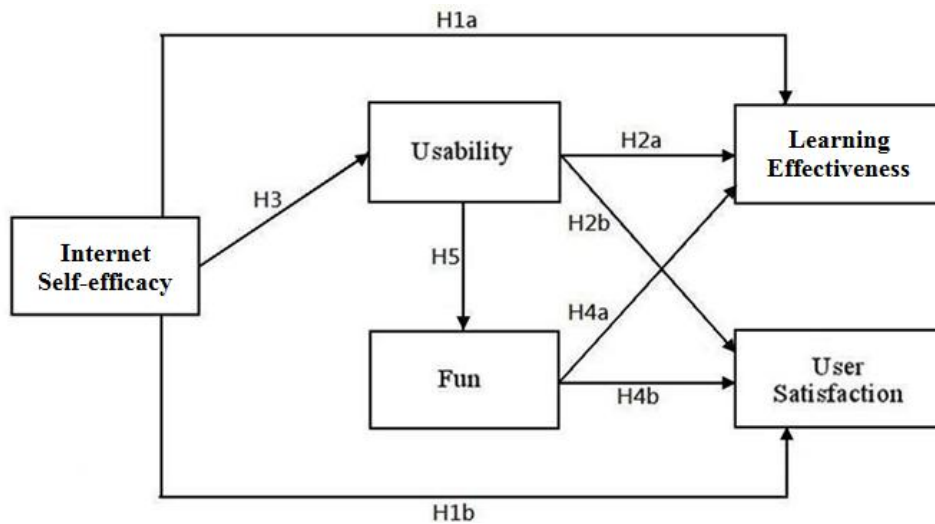 H1a
Usability
H2a
Learning
Effectiveness
H3
H2b
Internet
Self-efficacy
H5
H4a
Fun
H4b
User
Satisfaction
H1b